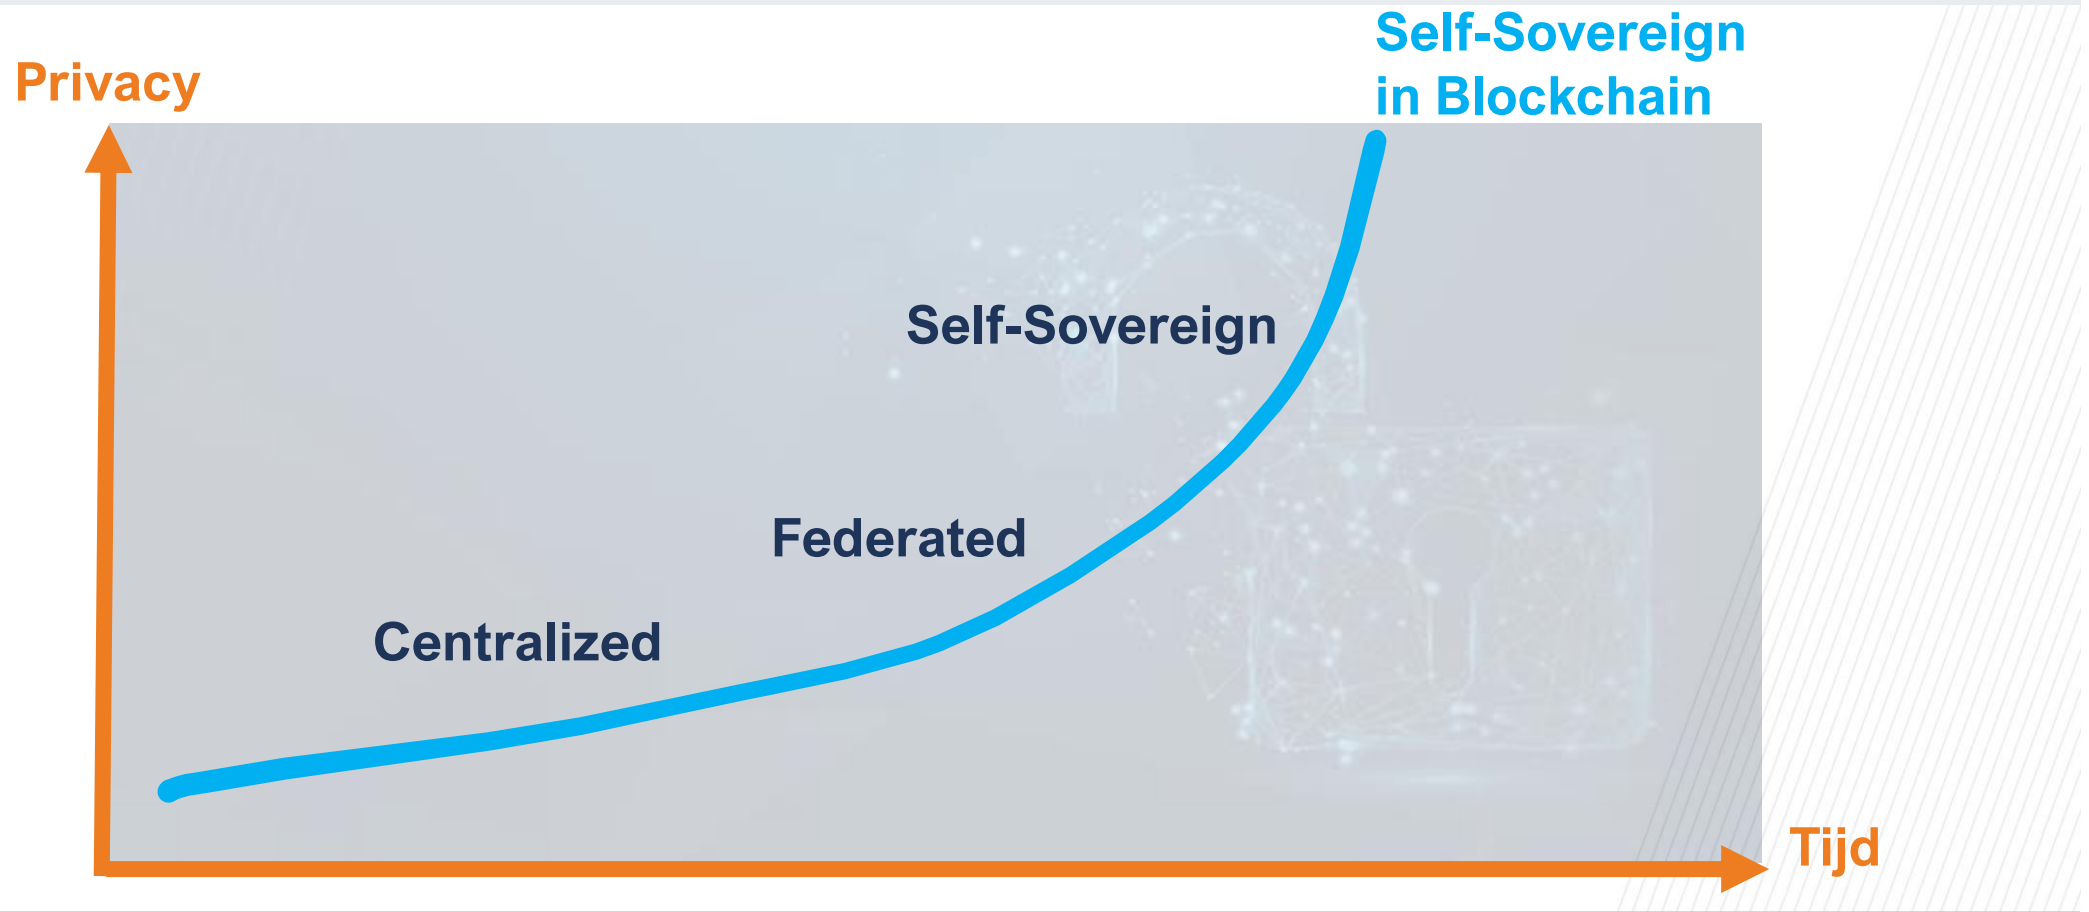 Self-Sovereign
in Blockchain
Privacy
Self-Sovereign
Federated
Centralized
Tijd